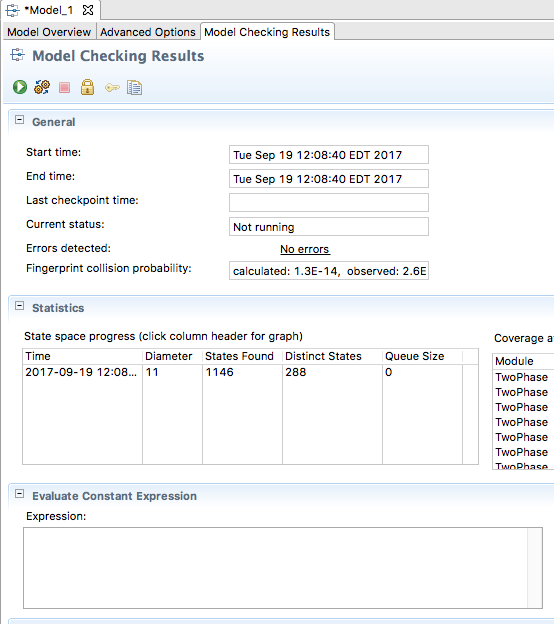 *Model_1
Model Overview Advanced Options Model Checking Results
Model Checking Results
General
Start time: Tue Sep 19 12:08:40 EDT 2017
End time: Tue Sep 19 12:08:40 EDT 2017
Last checkpoint time:
Current status: Not running
Errors detected: No errors
Fingerprint collision probability: calculated: 1.3E-14, observed: 2.6E
Statistics
State space progress (click column header for graph) Coverage a
Time Diameter States Found Distinct States Queue Size Module
2017-09-19 12:08... 11 1146 288 0 TwoPhase
TwoPhase
TwoPhase
TwoPhase
TwoPhase
TwoPhase
TwoPhase
Evaluate Constant Expression
Expression: